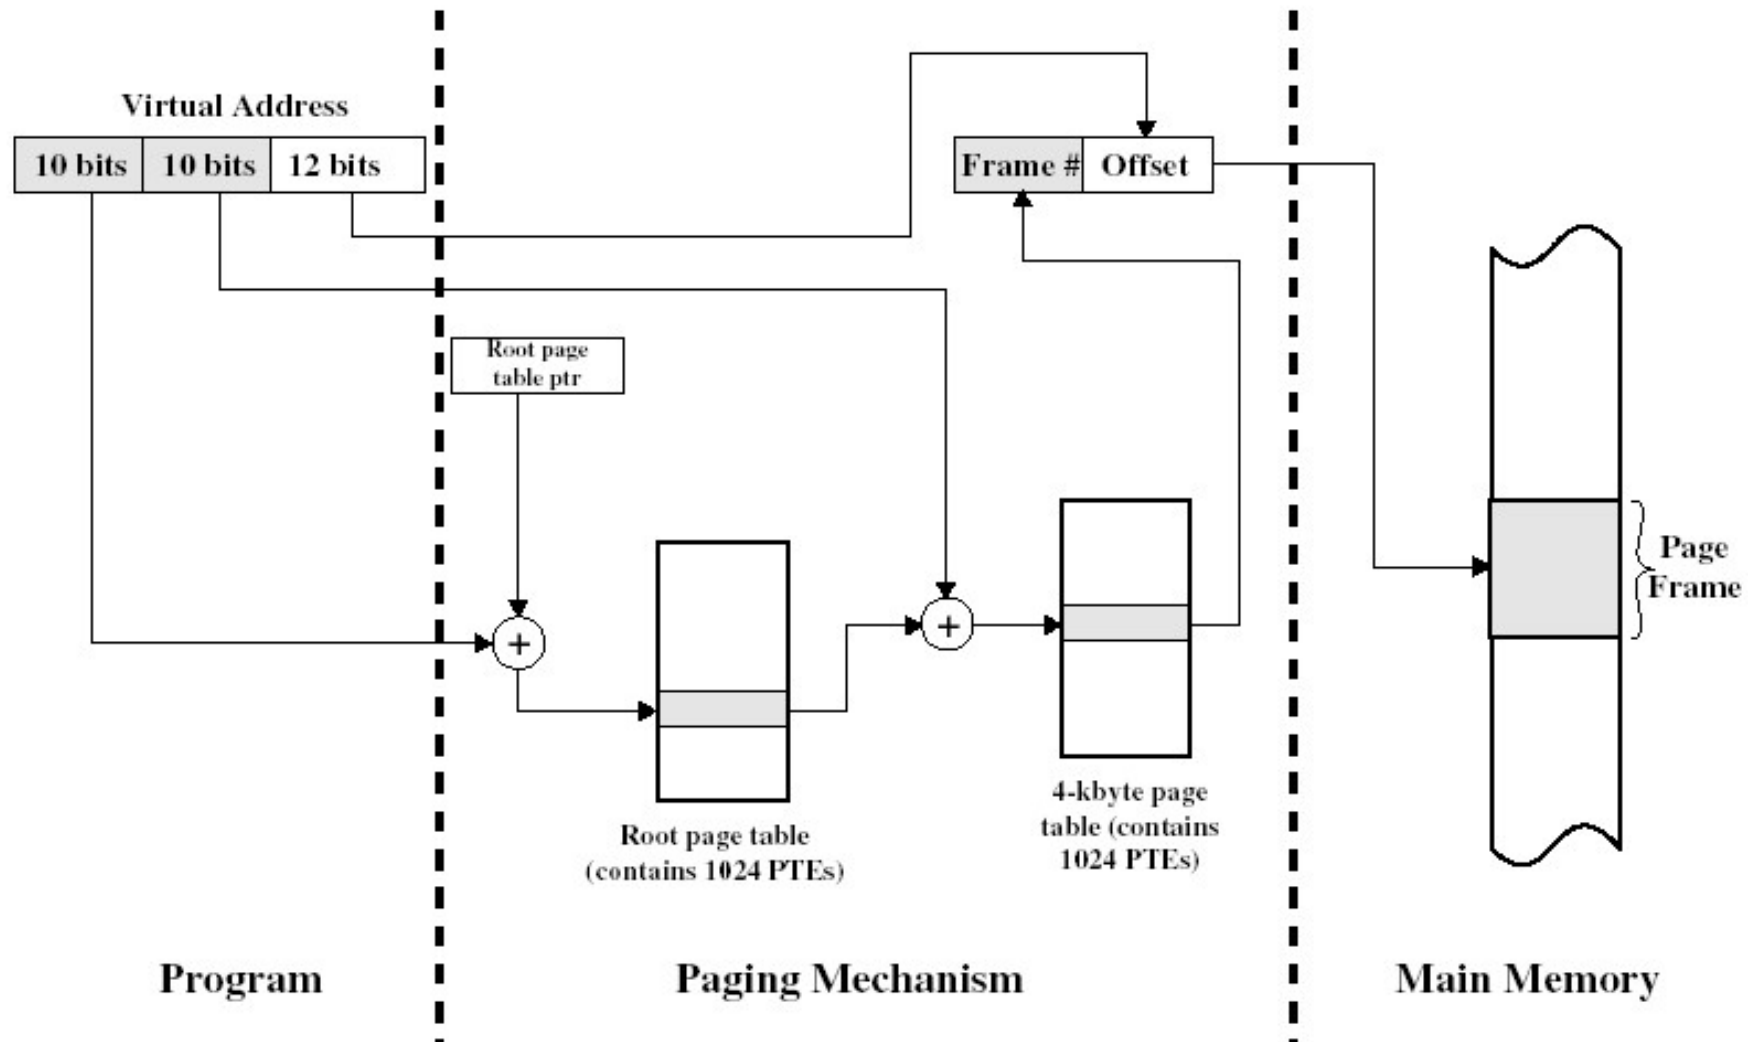 Virtual Address
10 bits 10 bits 12 bits
Frame # Offset
Root page
table ptr
+
+
Page
Frame
Root page table
(contains 1024 PTEs)
4-kbyte page
table (contains
1024 PTEs)
Program
Paging Mechanism
Main Memory